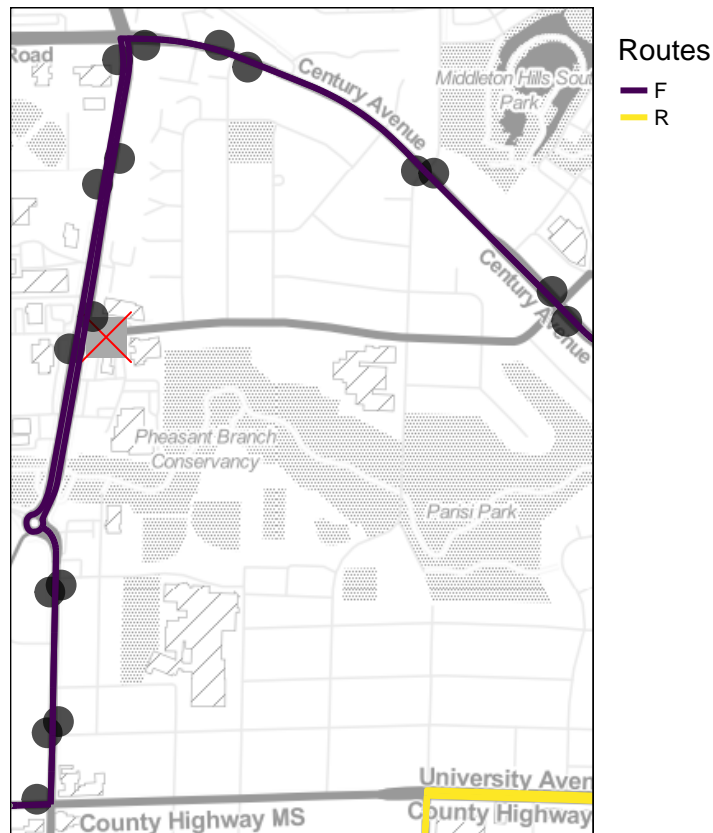 Routes
F
R
Road
Century Avenue
Middleton Hills Sou
Park
Century Avenue
Pheasant Branch
Conservancy
Parisi Park
University Aven
County Highway
County Highway MS